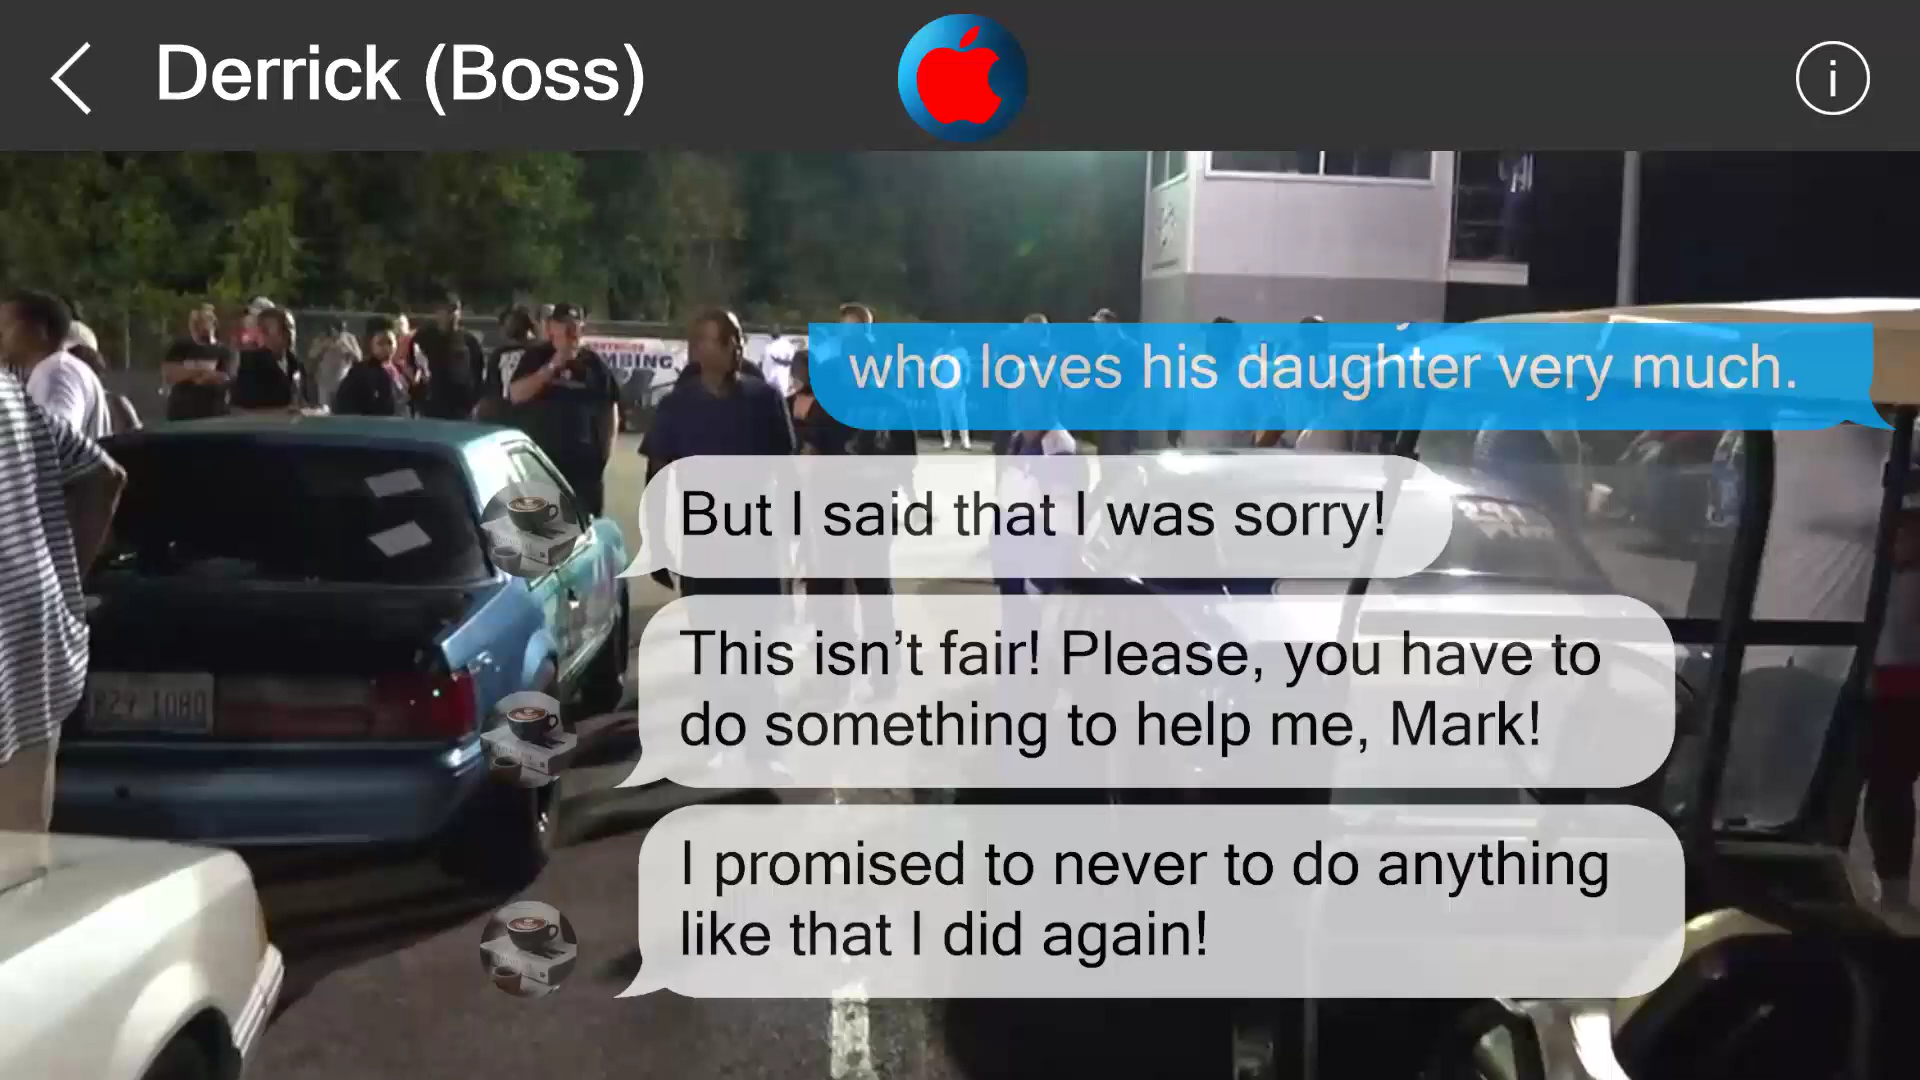 Derrick (Boss)
i
who loves his daughter very much.
But I said that I was sorry!
This isn’t fair! Please, you have to
do something to help me, Mark!
I promised to never to do anything
like that I did again!
MBING